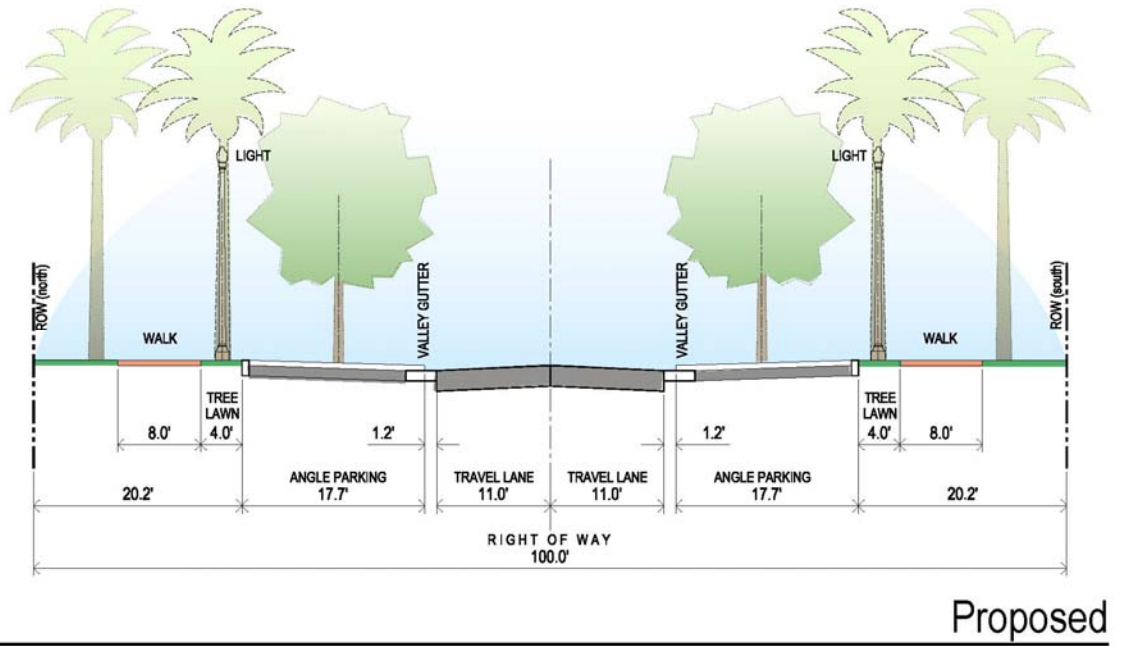 LIGHT
LIGHT
ROW (north)
VALLEY GUTTER
VALLEY GUTTER
ROW (south)
WALK
WALK
TREE
LAWN
4.0'
8.0'
1.2'
1.2'
TREE
LAWN
4.0'
8.0'
20.2'
ANGLE PARKING
17.7'
TRAVEL LANE
11.0'
TRAVEL LANE
11.0'
ANGLE PARKING
17.7'
20.2'
RIGHT OF WAY
100.0'
Proposed